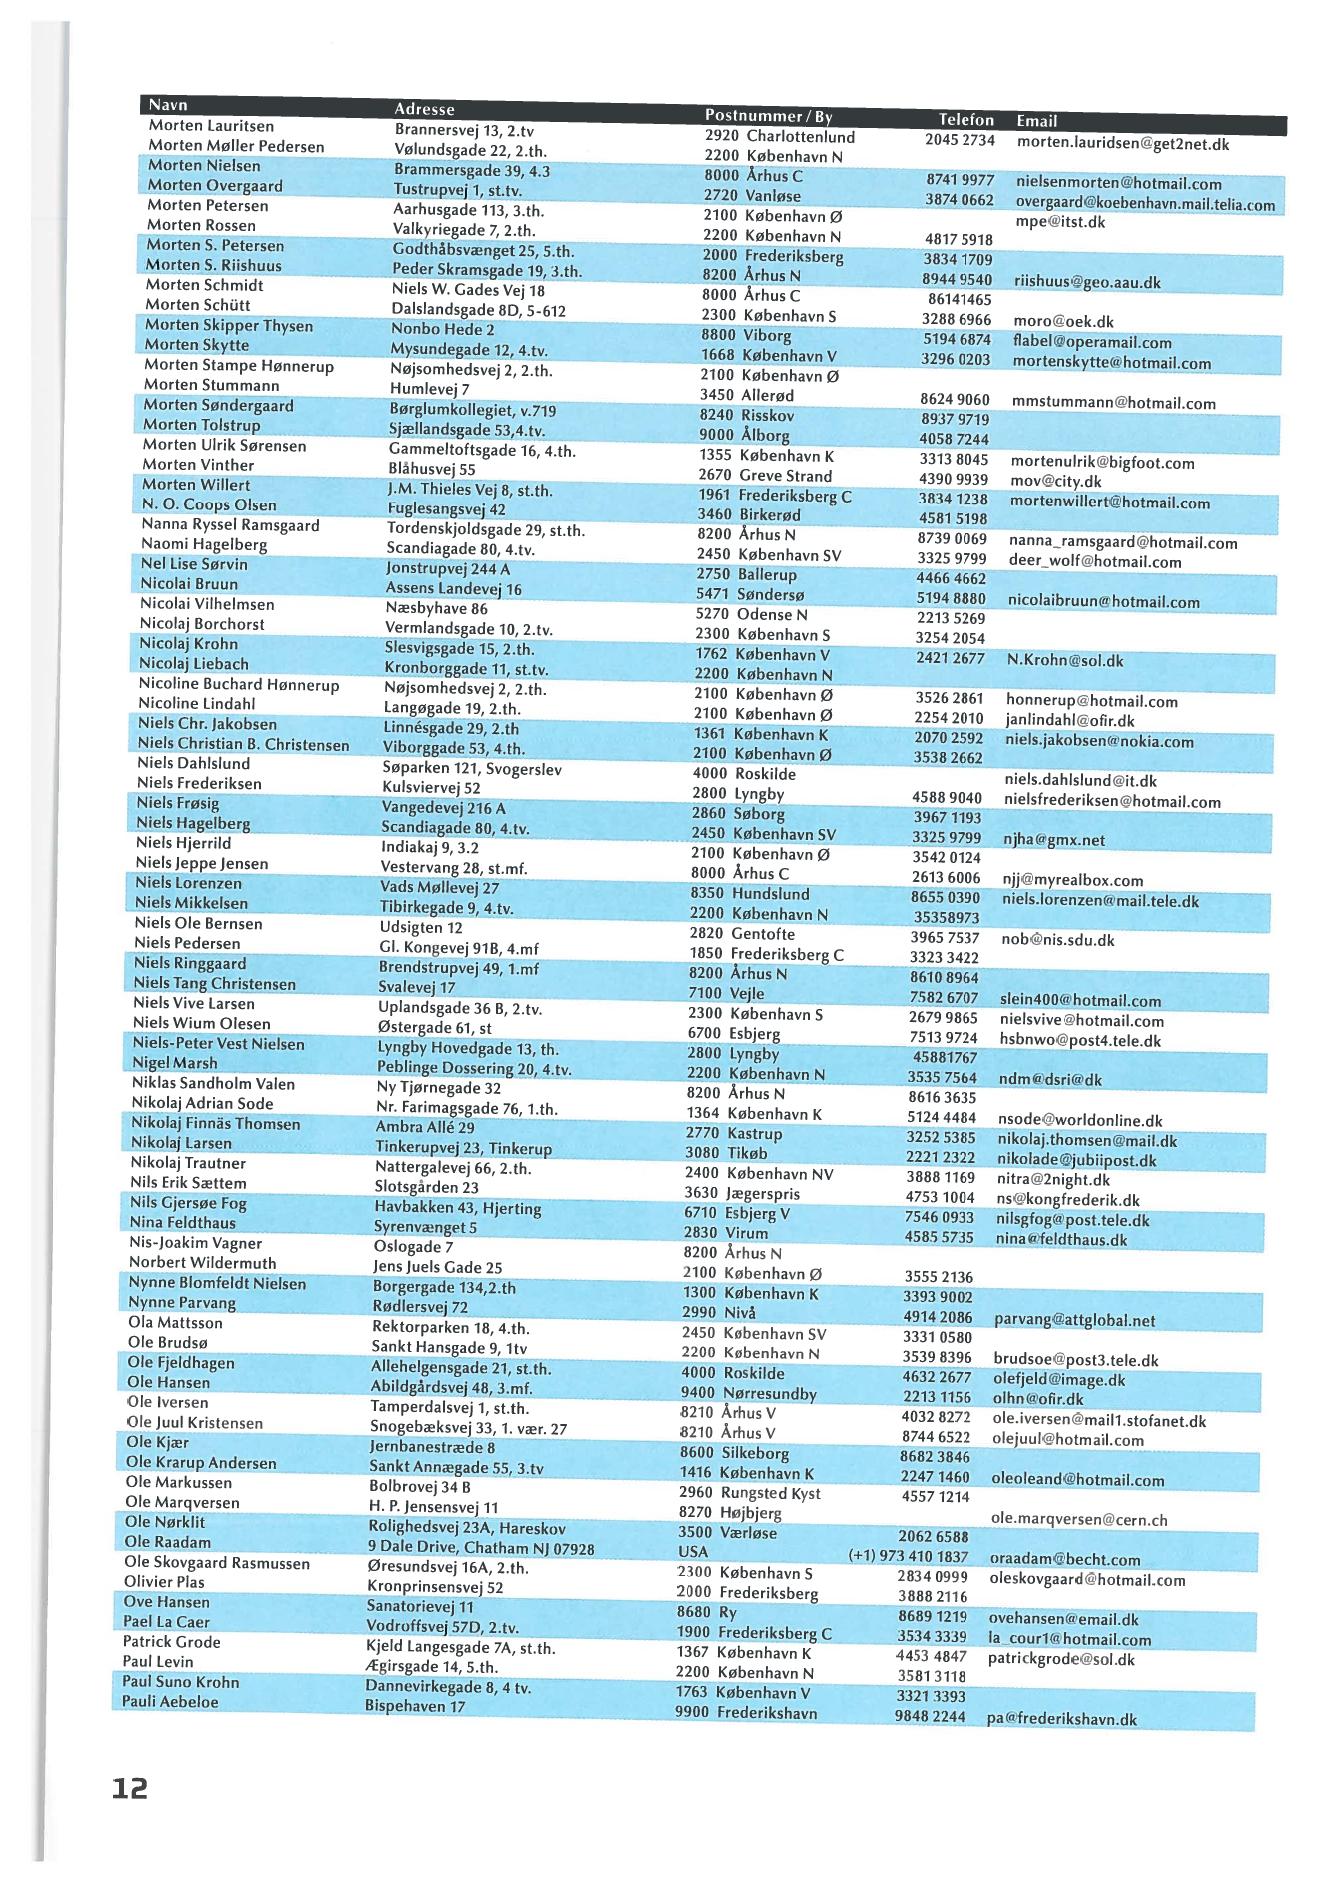 Navn Adresse Postnummer / By Telefon Email
Morten Lauritsen Brannersvej 13, 2.tv 2920 Charlottenlund 2045 2734 morten.lauridsen@get2net.dk
Morten Møller Pedersen Vølundsgade 22, 2.th. 2200 København N
Morten Nielsen Brammersgade 39, 4.3 8000 Århus C 8741 9977 nielsenmorten@hotmail.com
Morten Overgaard Tustrupvej 1, st.tv. 2720 Vanløse 3874 0662 overgaard@koebenhavn.mail.telia.com
Morten Petersen Aarhusgade 113, 3.th. 2100 København Ø mpe@itst.dk
Morten Rossen Valkyriegade 7, 2.th. 2200 København N 4817 5918
Morten S. Petersen Godthåbsvænget 25, 5.th. 2000 Frederiksberg 3834 1709
Morten S. Riishuus Peder Skramsgade 19, 3.th. 8200 Århus N 8944 9540 riishuus@geo.aau.dk
Morten Schmidt Niels W. Gades Vej 18 8000 Århus C 86141465
Morten Schütt Dalslandsgade 8D, 5-612 2300 København S 3288 6966 moro@oek.dk
Morten Skipper Thysen Nonbo Hede 2 8800 Viborg 5194 6874 flabel@operamail.com
Morten Skytte Mysundegade 12, 4.tv. 1668 København V 3296 0203 mortenskytte@hotmail.com
Morten Stampe Hønnerup Nøjsomhedsvej 2, 2.th. 2100 København Ø
Morten Stummann Humlevej 7 3450 Allerød 8624 9060 mmstummann@hotmail.com
Morten Søndergaard Børglumkollegiet, v.719 8240 Risskov 8937 9719
Morten Tolstrup Sjællandsgade 53,4.tv. 9000 Ålborg 4058 7244
Morten Ulrik Sørensen Gammeltoftsgade 16, 4.th. 1355 København K 3313 8045 mortenulrik@bigfoot.com
Morten Vinther Blåhusvej 55 2670 Greve Strand 4390 9939 mov@city.dk
Morten Willert J.M. Thieles Vej 8, st.th. 1961 Frederiksberg C 3834 1238 mortenwillert@hotmail.com
N. O. Coops Olsen Fuglesangsvej 42 3460 Birkerød 4581 5198
Nanna Ryssel Ramsgaard Tordenskjoldsgade 29, st.th. 8200 Århus N 8739 0069 nanna_ramsgaard@hotmail.com
Naomi Hagelberg Scandiagade 80, 4.tv. 2450 København SV 3325 9799 deer_wolf@hotmail.com
Nel Lise Sørvin Jonstrupvej 244 A 2750 Ballerup 4466 4662
Nicolai Bruun Assens Landevej 16 5471 Søndersø 5194 8880 nicolaibruun@hotmail.com
Nicolai Vilhelmsen Næsbyhave 86 5270 Odense N 2213 5269
Nicolaj Borchorst Vermlandsgade 10, 2.tv. 2300 København S 3254 2054
Nicolaj Krohn Slesvigsgade 15, 2.th. 1762 København V 2421 2677 N.Krohn@sol.dk
Nicolaj Liebach Kronborggade 11, st.tv. 2200 København N
Nicoline Buchard Hønnerup Nøjsomhedsvej 2, 2.th. 2100 København Ø 3526 2861 honnerup@hotmail.com
Nicoline Lindahl Langøgade 19, 2.th. 2100 København Ø 2254 2010 janlindahl@ofir.dk
Niels Chr. Jakobsen Linnésgade 29, 2.th 1361 København K 2070 2592 niels.jakobsen@nokia.com
Niels Christian B. Christensen Viborggade 53, 4.th. 2100 København Ø 3538 2662
Niels Dahlslund Søparken 121, Svogerslev 4000 Roskilde niels.dahlslund@it.dk
Niels Frederiksen Kulsviervej 52 2800 Lyngby 4588 9040 nielsfrederiksen@hotmail.com
Niels Frøsig Vangedevej 216 A 2860 Søborg 3967 1193
Niels Hagelberg Scandiagade 80, 4.tv. 2450 København SV 3325 9799 njha@gmx.net
Niels Hjerrild Indiakaj 9, 3.2 2100 København Ø 3542 0124
Niels Jeppe Jensen Vestervang 28, st.mf. 8000 Århus C 2613 6006 njj@myrealbox.com
Niels Lorenzen Vads Møllevej 27 8350 Hundslund 8655 0390 niels.lorenzen@mail.tele.dk
Niels Mikkelsen Tibirkegade 9, 4.tv. 2200 København N 35358973
Niels Ole Bernsen Udsigten 12 2820 Gentofte 3965 7537 nob@nis.sdu.dk
Niels Pedersen Gl. Kongevej 91B, 4.mf 1850 Frederiksberg C 3323 3422
Niels Ringgaard Brendstrupvej 49, 1.mf 8200 Århus N 8610 8964
Niels Tang Christensen Svalevej 17 7100 Vejle 7582 6707 slein400@hotmail.com
Niels Vive Larsen Uplandsgade 36 B, 2.tv. 2300 København S 2679 9865 nielsvive@hotmail.com
Niels Wium Olesen Østergade 61, st 6700 Esbjerg 7513 9724 hsbnwo@post4.tele.dk
Niels-Peter Vest Nielsen Lyngby Hovedgade 13, th. 2800 Lyngby 45881767
Nigel Marsh Peblinge Dossering 20, 4.tv. 2200 København N 3535 7564 ndm@dsri@dk
Niklas Sandholm Valen Ny Tjørnegade 32 8200 Århus N 8616 3635
Nikolaj Adrian Sode Nr. Farimagsgade 76, 1.th. 1364 København K 5124 4484 nsode@worldonline.dk
Nikolaj Finnäs Thomsen Ambra Allé 29 2770 Kastrup 3252 5385 nikolaj.thomsen@mail.dk
Nikolaj Larsen Tinkerupvej 23, Tinkerup 3080 Tikøb 2221 2322 nikolade@jubiipost.dk
Nikolaj Trautner Nattergalevej 66, 2.th. 2400 København NV 3888 1169 nitra@2night.dk
Nils Erik Sættem Slotsgården 23 3630 Jægerspris 4753 1004 ns@kongfrederik.dk
Nils Gjersøe Fog Havbakken 43, Hjerting 6710 Esbjerg V 7546 0933 nilsgfog@post.tele.dk
Nina Feldthaus Syrenvænget 5 2830 Virum 4585 5735 nina@feldthaus.dk
Nis-Joakim Vagner Oslogade 7 8200 Århus N
Norbert Wildermuth Jens Juels Gade 25 2100 København Ø 3555 2136
Nynne Blomfeldt Nielsen Borgergade 134,2.th 1300 København K 3393 9002
Nynne Parvang Rødlersvej 72 2990 Nivå 4914 2086 parvang@attglobal.net
Ola Mattsson Rektorparken 18, 4.th. 2450 København SV 3331 0580
Ole Brudsø Sankt Hansgade 9, 1tv 2200 København N 3539 8396 brudsoe@post3.tele.dk
Ole Fjeldhagen Allehelgensgade 21, st.th. 4000 Roskilde 4632 2677 olefjeld@image.dk
Ole Hansen Abildgårdsvej 48, 3.mf. 9400 Nørresundby 2213 1156 olhn@ofir.dk
Ole Iversen Tamperdalsvej 1, st.th. 8210 Århus V 4032 8272 ole.iversen@mail1.stofanet.dk
Ole Juul Kristensen Snogebæksvej 33, 1. vær. 27 8210 Århus V 8744 6522 olejuul@hotmail.com
Ole Kjær Jernbanestræde 8 8600 Silkeborg 8682 3846
Ole Krarup Andersen Sankt Annægade 55, 3.tv 1416 København K 2247 1460 oleoleand@hotmail.com
Ole Markussen Bolbrovej 34 B 2960 Rungsted Kyst 4557 1214
Ole Marqversen H. P. Jensensvej 11 8270 Højbjerg ole.marqversen@cern.ch
Ole Nørklit Rolighedsvej 23A, Hareskov 3500 Værløse 2062 6588
Ole Raadam 9 Dale Drive, Chatham NJ 07928 USA (+1) 973 410 1837 oraadam@becht.com
Ole Skovgaard Rasmussen Øresundsvej 16A, 2.th. 2300 København S 2834 0999 oleskovgaard@hotmail.com
Olivier Plas Kronprinsensvej 52 2000 Frederiksberg 3888 2116
Ove Hansen Sanatorievej 11 8680 Ry 8689 1219 ovehansen@email.dk
Pael La Caer Vodroffsvej 57D, 2.tv. 1900 Frederiksberg C 3534 3339 la_cour1@hotmail.com
Patrick Grode Kjeld Langesgade 7A, st.th. 1367 København K 4453 4847 patrickgrode@sol.dk
Paul Levin Ægirsgade 14, 5.th. 2200 København N 3581 3118
Paul Suno Krohn Dannevirkegade 8, 4 tv. 1763 København V 3321 3393
Pauli Aebeloe Bispehaven 17 9900 Frederikshavn 9848 2244 pa@frederikshavn.dk
12